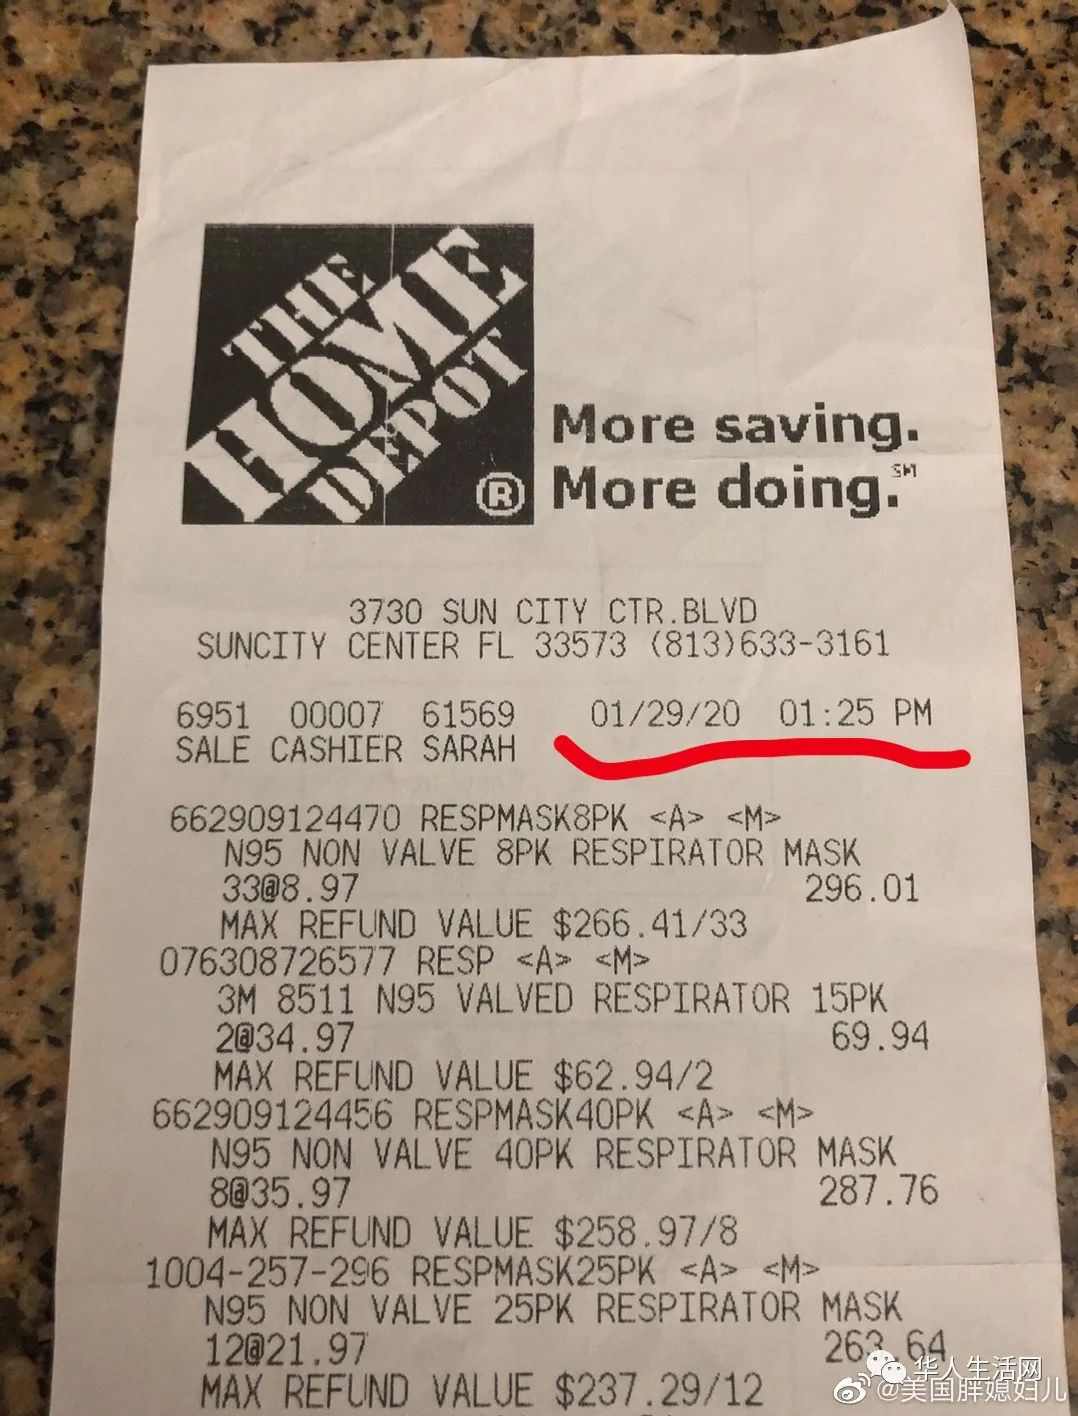 THE
HOME
DEPOT
®
More saving.
More doing.℠
3730 SUN CITY CTR.BLVD
SUNCITY CENTER FL 33573 (813)633-3161
6951 00007 61569 01/29/20 01:25 PM
SALE CASHIER SARAH
662909124470 RESPMASK8PK <A> <M>
N95 NON VALVE 8PK RESPIRATOR MASK
33@8.97 296.01
MAX REFUND VALUE $266.41/33
076308726577 RESP <A> <M>
3M 8511 N95 VALVED RESPIRATOR 15PK
2@34.97 69.94
MAX REFUND VALUE $62.94/2
662909124456 RESPMASK40PK <A> <M>
N95 NON VALVE 40PK RESPIRATOR MASK
8@35.97 287.76
MAX REFUND VALUE $258.97/8
1004-257-296 RESPMASK25PK <A> <M>
N95 NON VALVE 25PK RESPIRATOR MASK
12@21.97 263.64
MAX REFUND VALUE $237.29/12
华人生活网
@美国胖媳妇儿